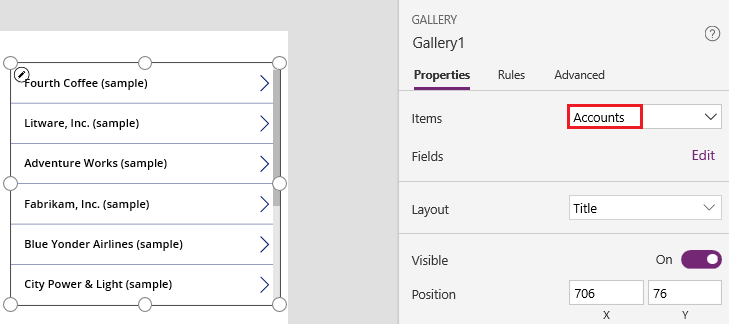 Fourth Coffee (sample)
Litware, Inc. (sample)
Adventure Works (sample)
Fabrikam, Inc. (sample)
Blue Yonder Airlines (sample)
City Power & Light (sample)
GALLERY
Gallery1
Properties Rules Advanced
Items Accounts
Fields Edit
Layout Title
Visible On
Position 706 76
X Y